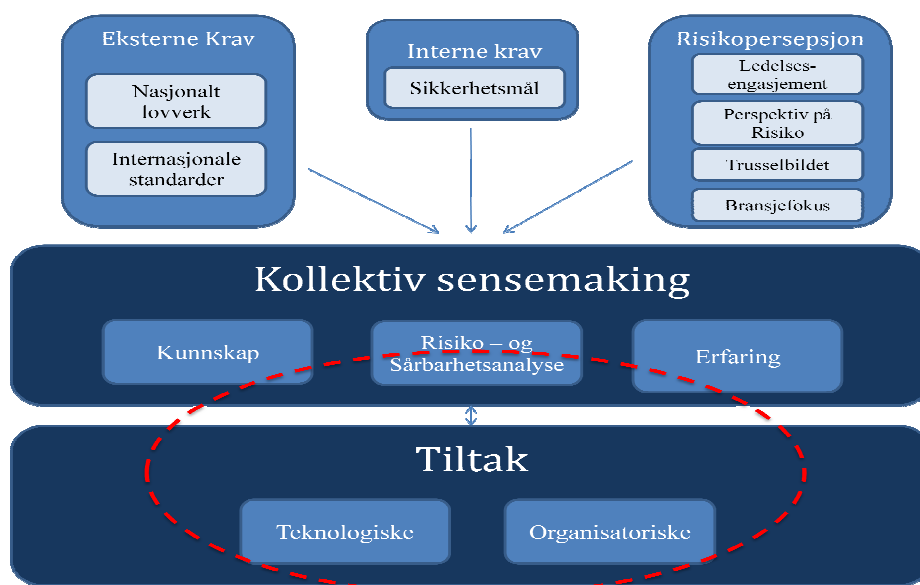 Eksterne Krav
Nasjonalt
lovverk
Internasjonale
standarder
Interne krav
Sikkerhetsmål
Risikopersepsjon
Ledelses-
engasjement
Perspektiv på
Risiko
Trusselbildet
Bransjefokus
Kollektiv sensemaking
Kunnskap
Risiko – og
Sårbarhetsanalyse
Erfaring
Tiltak
Teknologiske
Organisatoriske